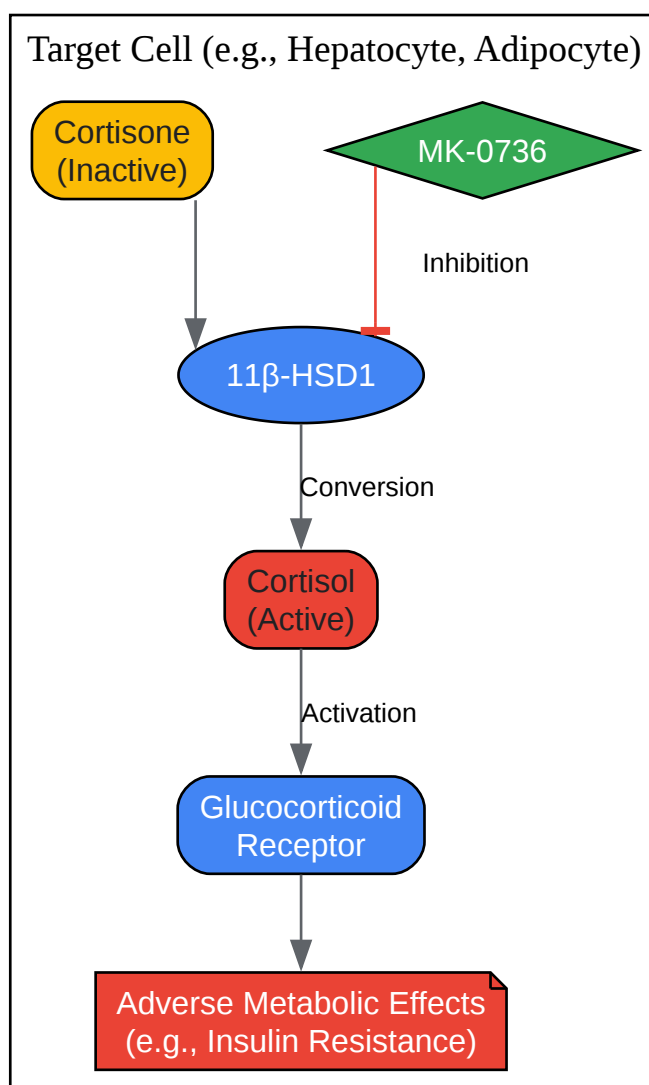 Target Cell (e.g., Hepatocyte, Adipocyte)
Cortisone
(Inactive)
MK-0736
Inhibition
11β-HSD1
Conversion
Cortisol
(Active)
Activation
Glucocorticoid
Receptor
Adverse Metabolic Effects
(e.g., Insulin Resistance)